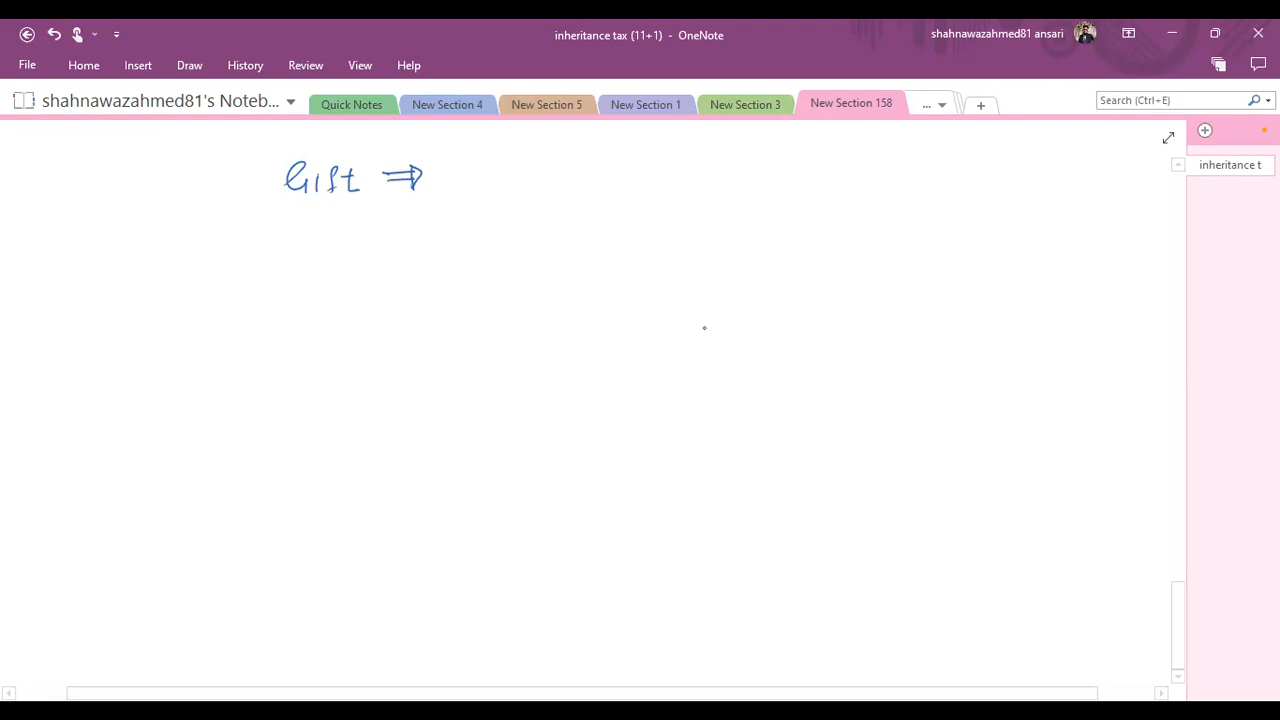 inheritance tax (11+1) - OneNote
shahnawazahmed81 ansari
File Home Insert Draw History Review View Help
shahnawazahmed81's Noteb...
Quick Notes New Section 4 New Section 5 New Section 1 New Section 3 New Section 158 ...
Search (Ctrl+E)
inheritance t
Gift ⇒